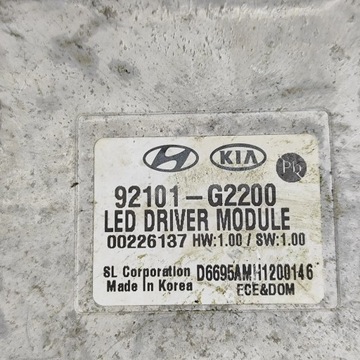 KIA Pb
92101-G2200
LED DRIVER MODULE
00226137 HW:1.00 / SW:1.00
SL Corporation D6695AMH1200146
Made In Korea ECE&DOM